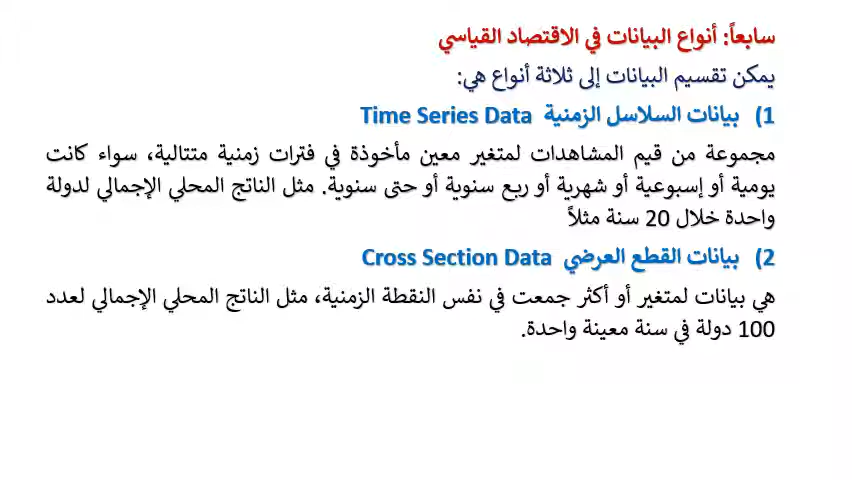 سابعاً: أنواع البيانات في الاقتصاد القياسي
يمكن تقسيم البيانات إلى ثلاثة أنواع هي:
1) بيانات السلاسل الزمنية Time Series Data
مجموعة من قيم المشاهدات لمتغير معين مأخوذة في فترات زمنية متتالية، سواء كانت
يومية أو إسبوعية أو شهرية أو ربع سنوية أو حتى سنوية. مثل الناتج المحلي الإجمالي لدولة
واحدة خلال 20 سنة مثلاً
2) بيانات القطع العرضي Cross Section Data
هي بيانات لمتغير أو أكثر جمعت في نفس النقطة الزمنية، مثل الناتج المحلي الإجمالي لعدد
100 دولة في سنة معينة واحدة.